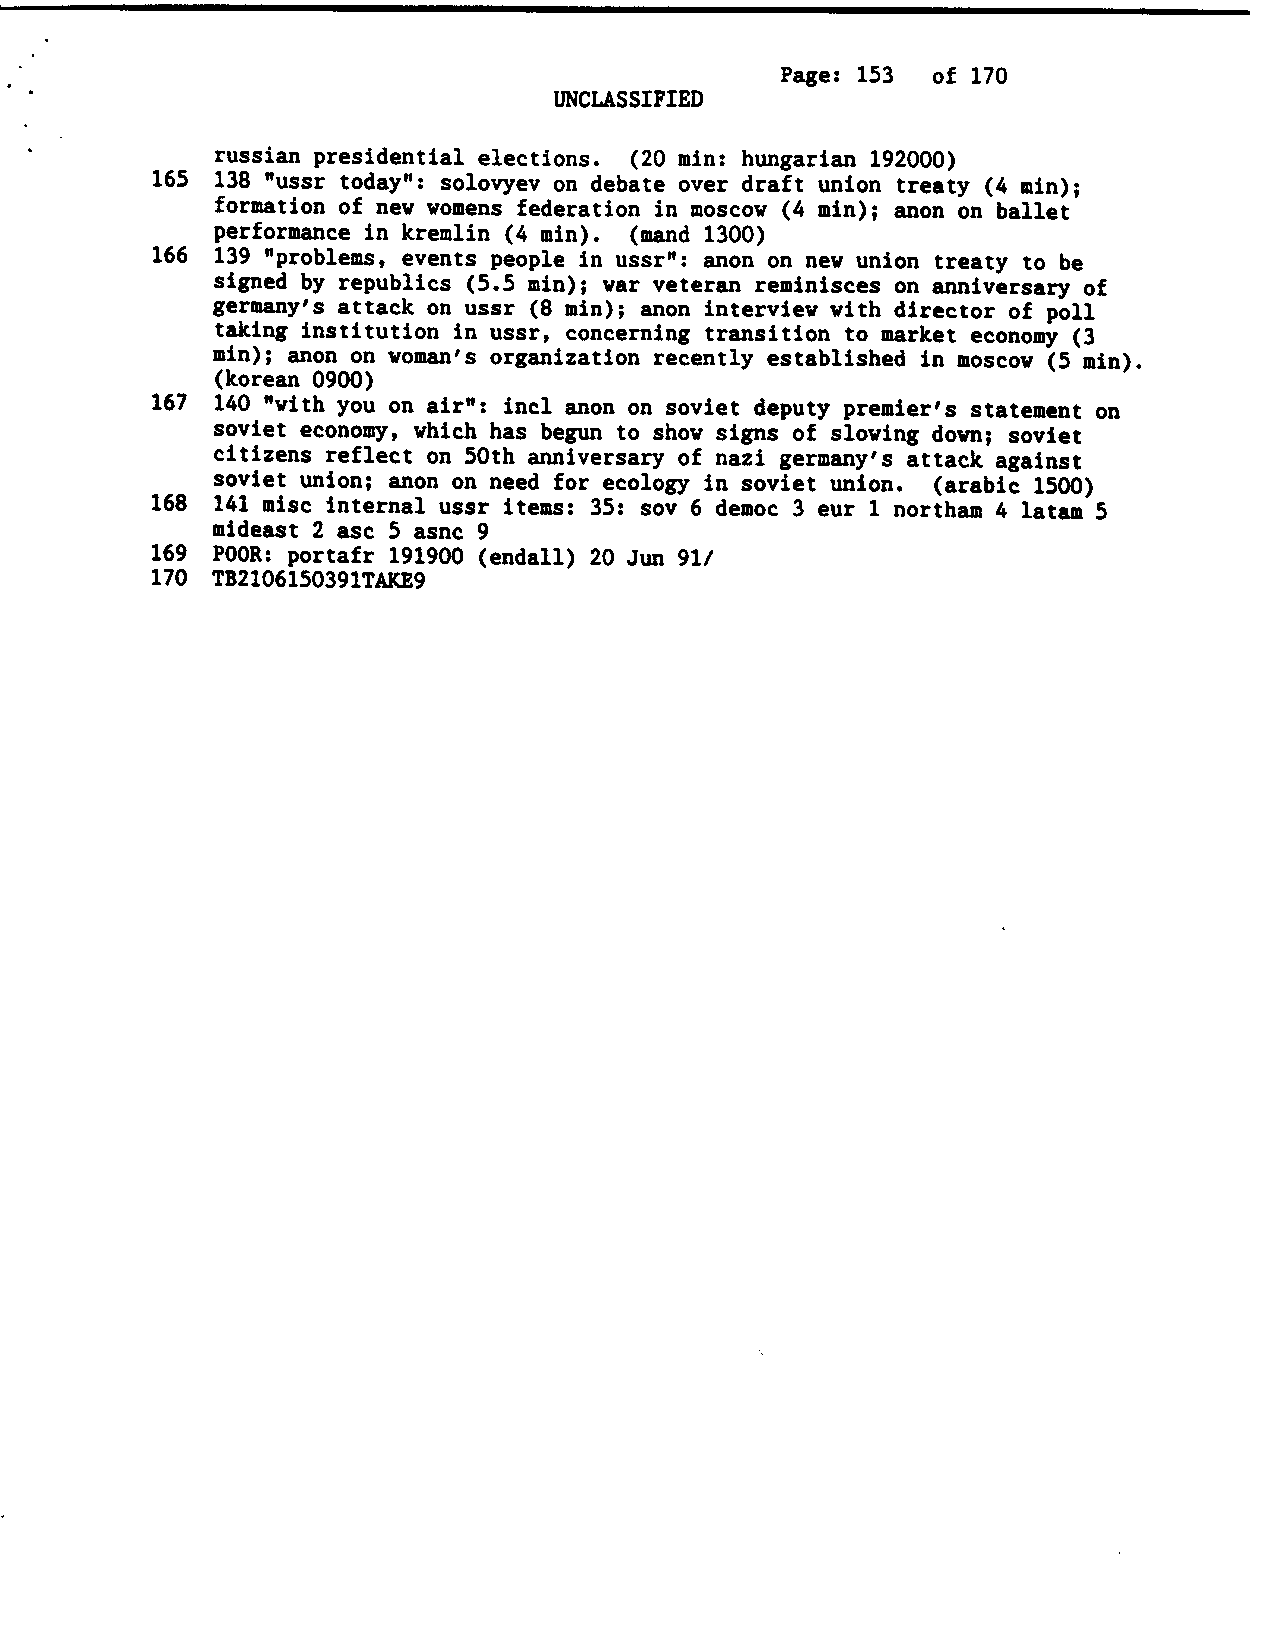 Page: 153 of 170
UNCLASSIFIED
russian presidential elections. (20 min: hungarian 192000)
165 138 "ussr today": solovyev on debate over draft union treaty (4 min);
formation of new womens federation in moscow (4 min); anon on ballet
performance in kremlin (4 min). (mand 1300)
166 139 "problems, events people in ussr": anon on new union treaty to be
signed by republics (5.5 min); war veteran reminisces on anniversary of
germany's attack on ussr (8 min); anon interview with director of poll
taking institution in ussr, concerning transition to market economy (3
min); anon on woman's organization recently established in moscow (5 min).
(korean 0900)
167 140 "with you on air": incl anon on soviet deputy premier's statement on
soviet economy, which has begun to show signs of slowing down; soviet
citizens reflect on 50th anniversary of nazi germany's attack against
soviet union; anon on need for ecology in soviet union. (arabic 1500)
168 141 misc internal ussr items: 35: sov 6 democ 3 eur 1 northam 4 latam 5
mideast 2 asc 5 asnc 9
169 POOR: portafr 191900 (endall) 20 Jun 91/
170 TB2106150391TAKE9